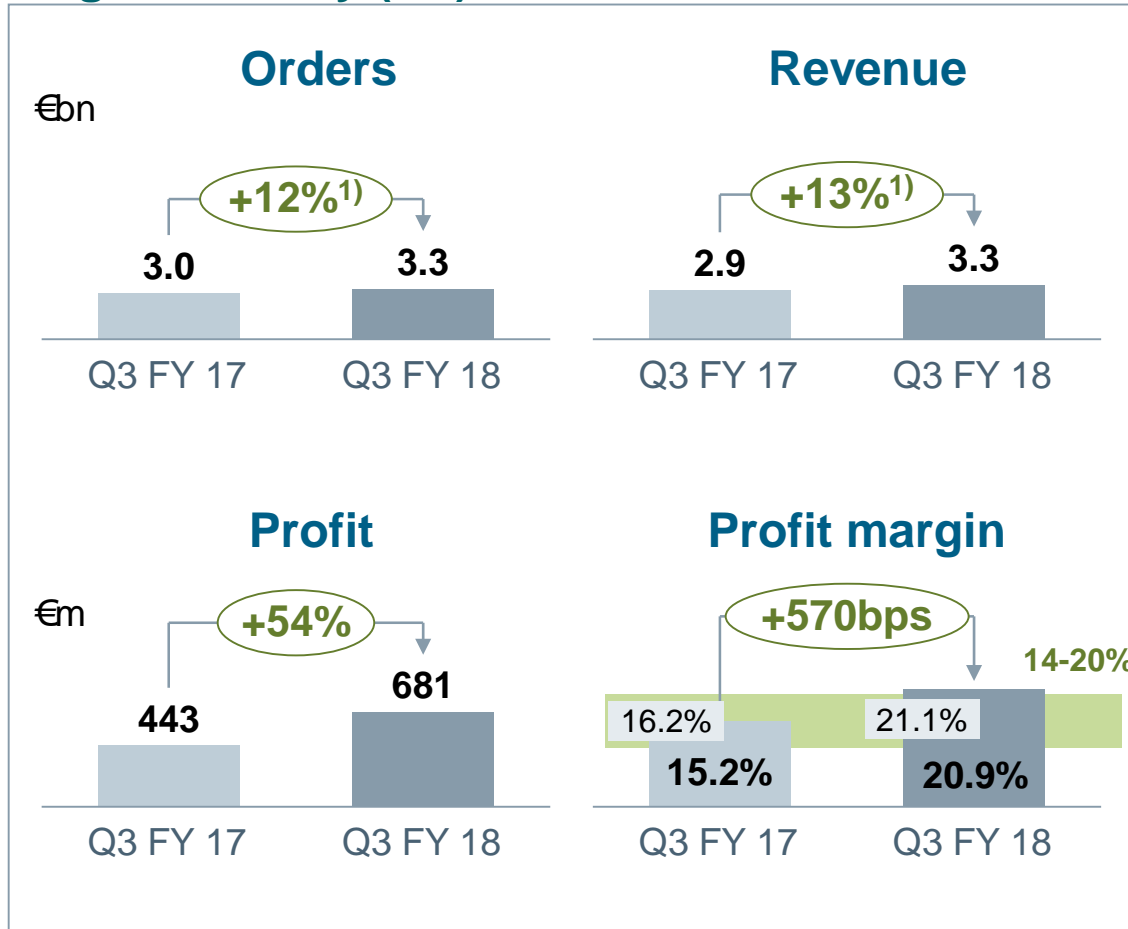 Orders
€bn
+12%1)
3.0
3.3
Q3 FY 17
Q3 FY 18
Revenue
+13%1)
2.9
3.3
Q3 FY 17
Q3 FY 18
Profit
€m
+54%
443
681
Q3 FY 17
Q3 FY 18
Profit margin
+570bps
14-20%
16.2%
21.1%
15.2%
20.9%
Q3 FY 17
Q3 FY 18